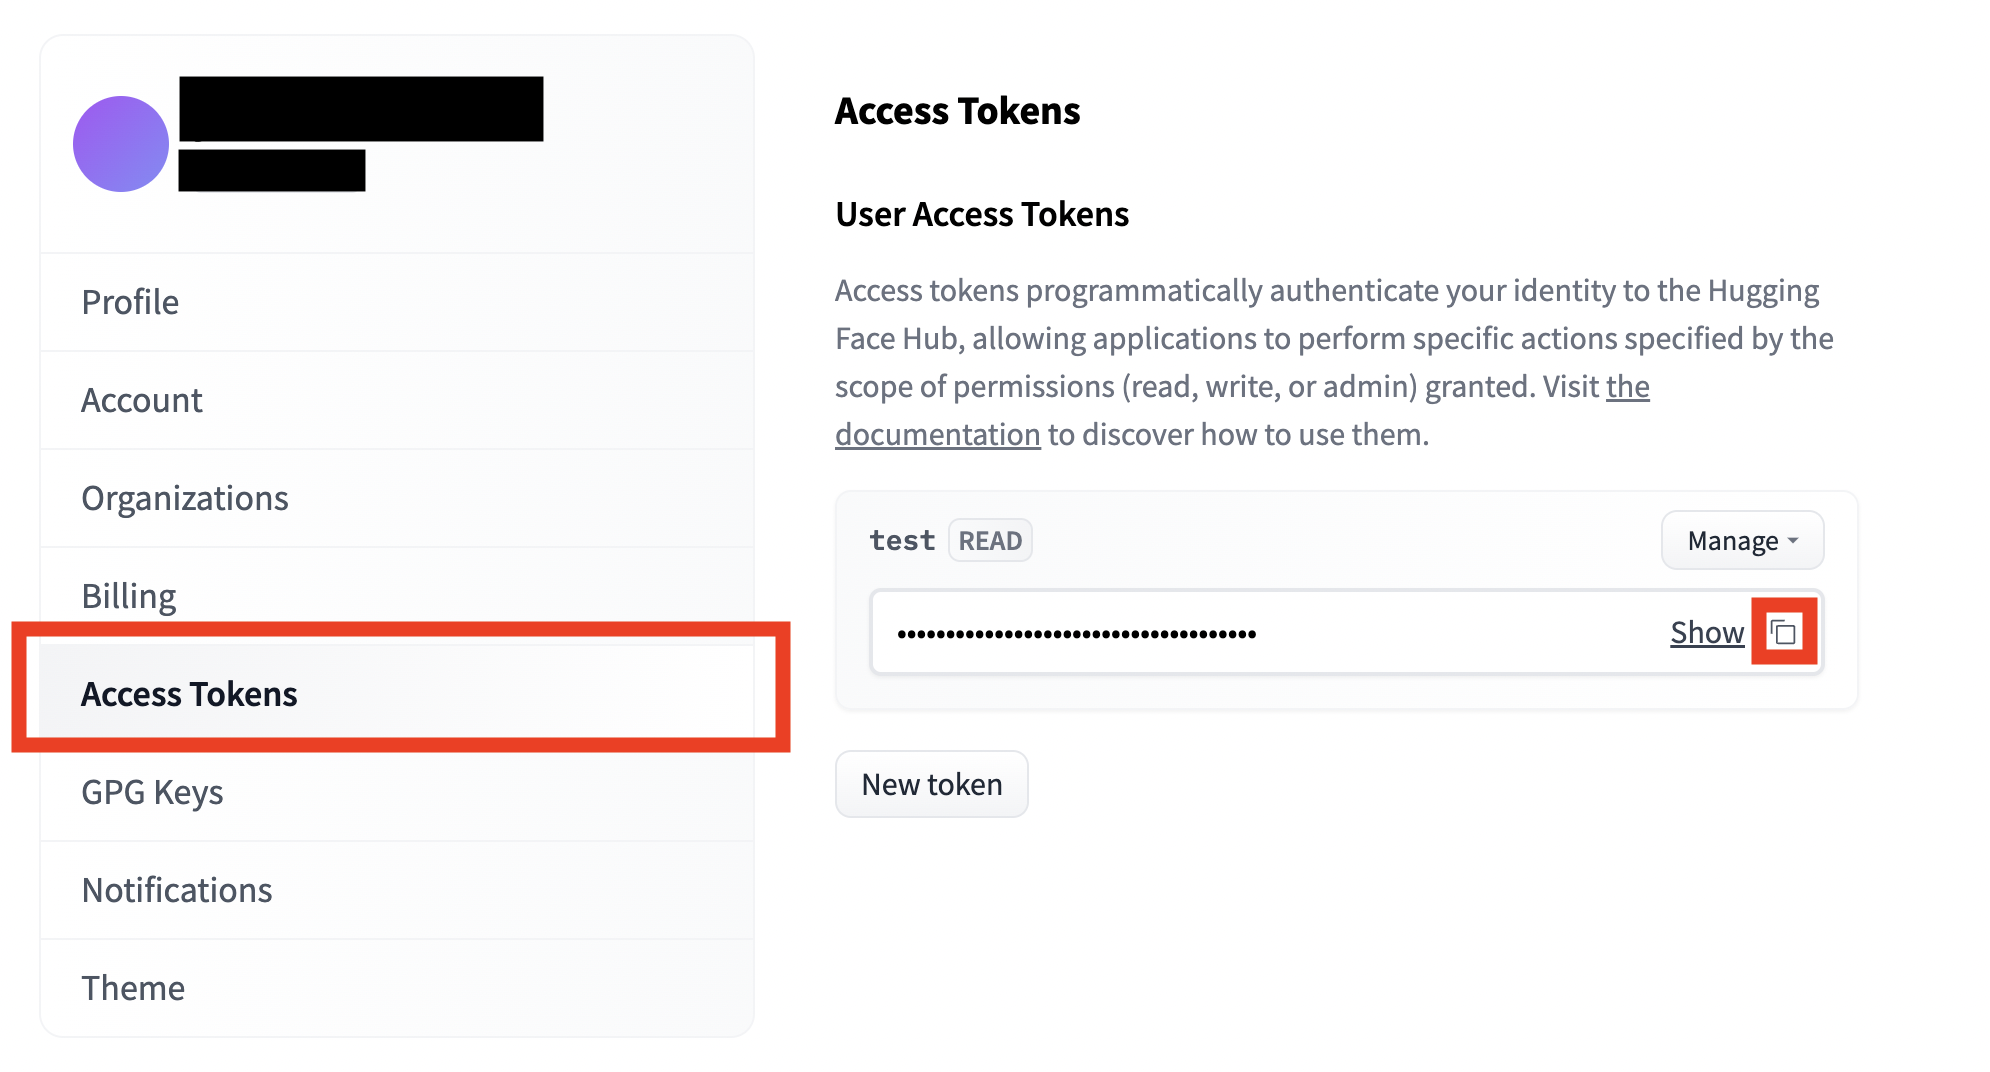 Profile
Account
Organizations
Billing
Access Tokens
GPG Keys
Notifications
Theme
Access Tokens
User Access Tokens
Access tokens programmatically authenticate your identity to the Hugging
Face Hub, allowing applications to perform specific actions specified by the
scope of permissions (read, write, or admin) granted. Visit the
documentation to discover how to use them.
test READ
Manage
•••••••••••••••••••••••••••••••••••••
Show
New token